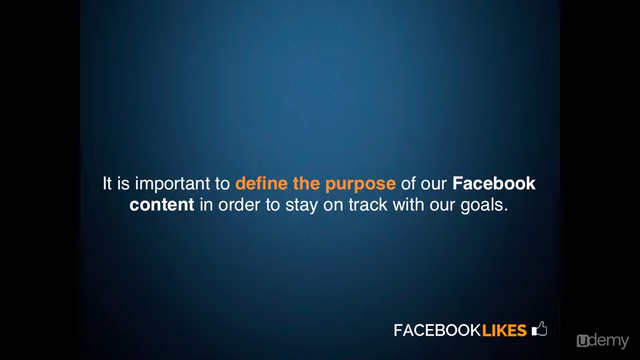 It is important to define the purpose of our Facebook
content in order to stay on track with our goals.
FACEBOOKLIKES
udemy